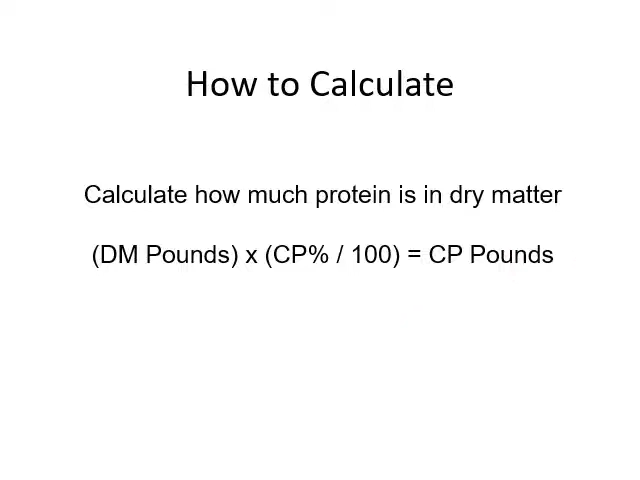 How to Calculate
Calculate how much protein is in dry matter
(DM Pounds) x (CP% / 100) = CP Pounds